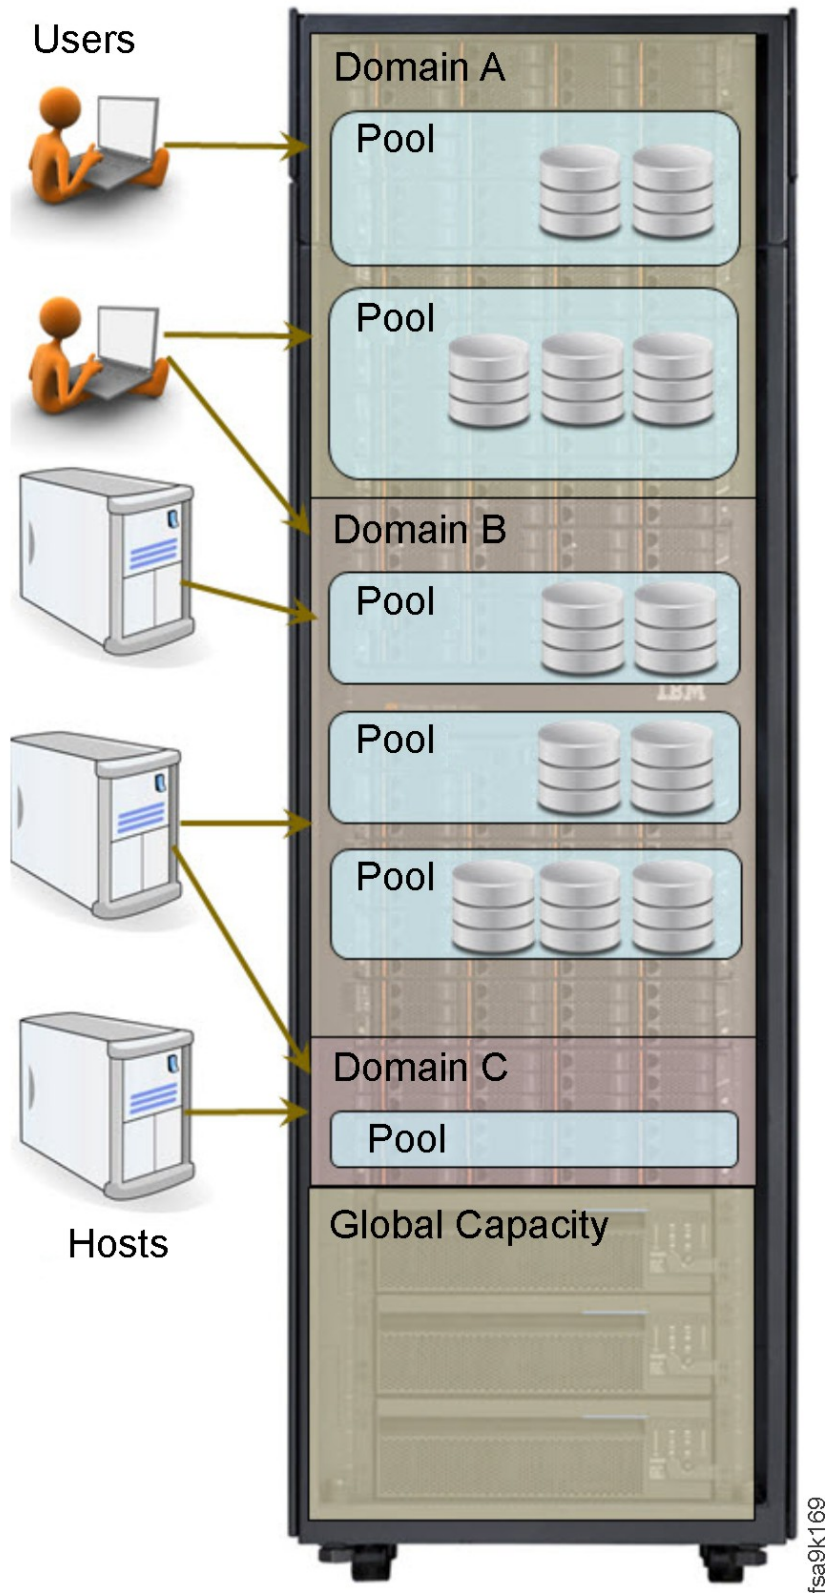 Users
Domain A
Pool
Pool
Domain B
Pool
IBM
Pool
Pool
Domain C
Pool
Global Capacity
Hosts
fsa9k169